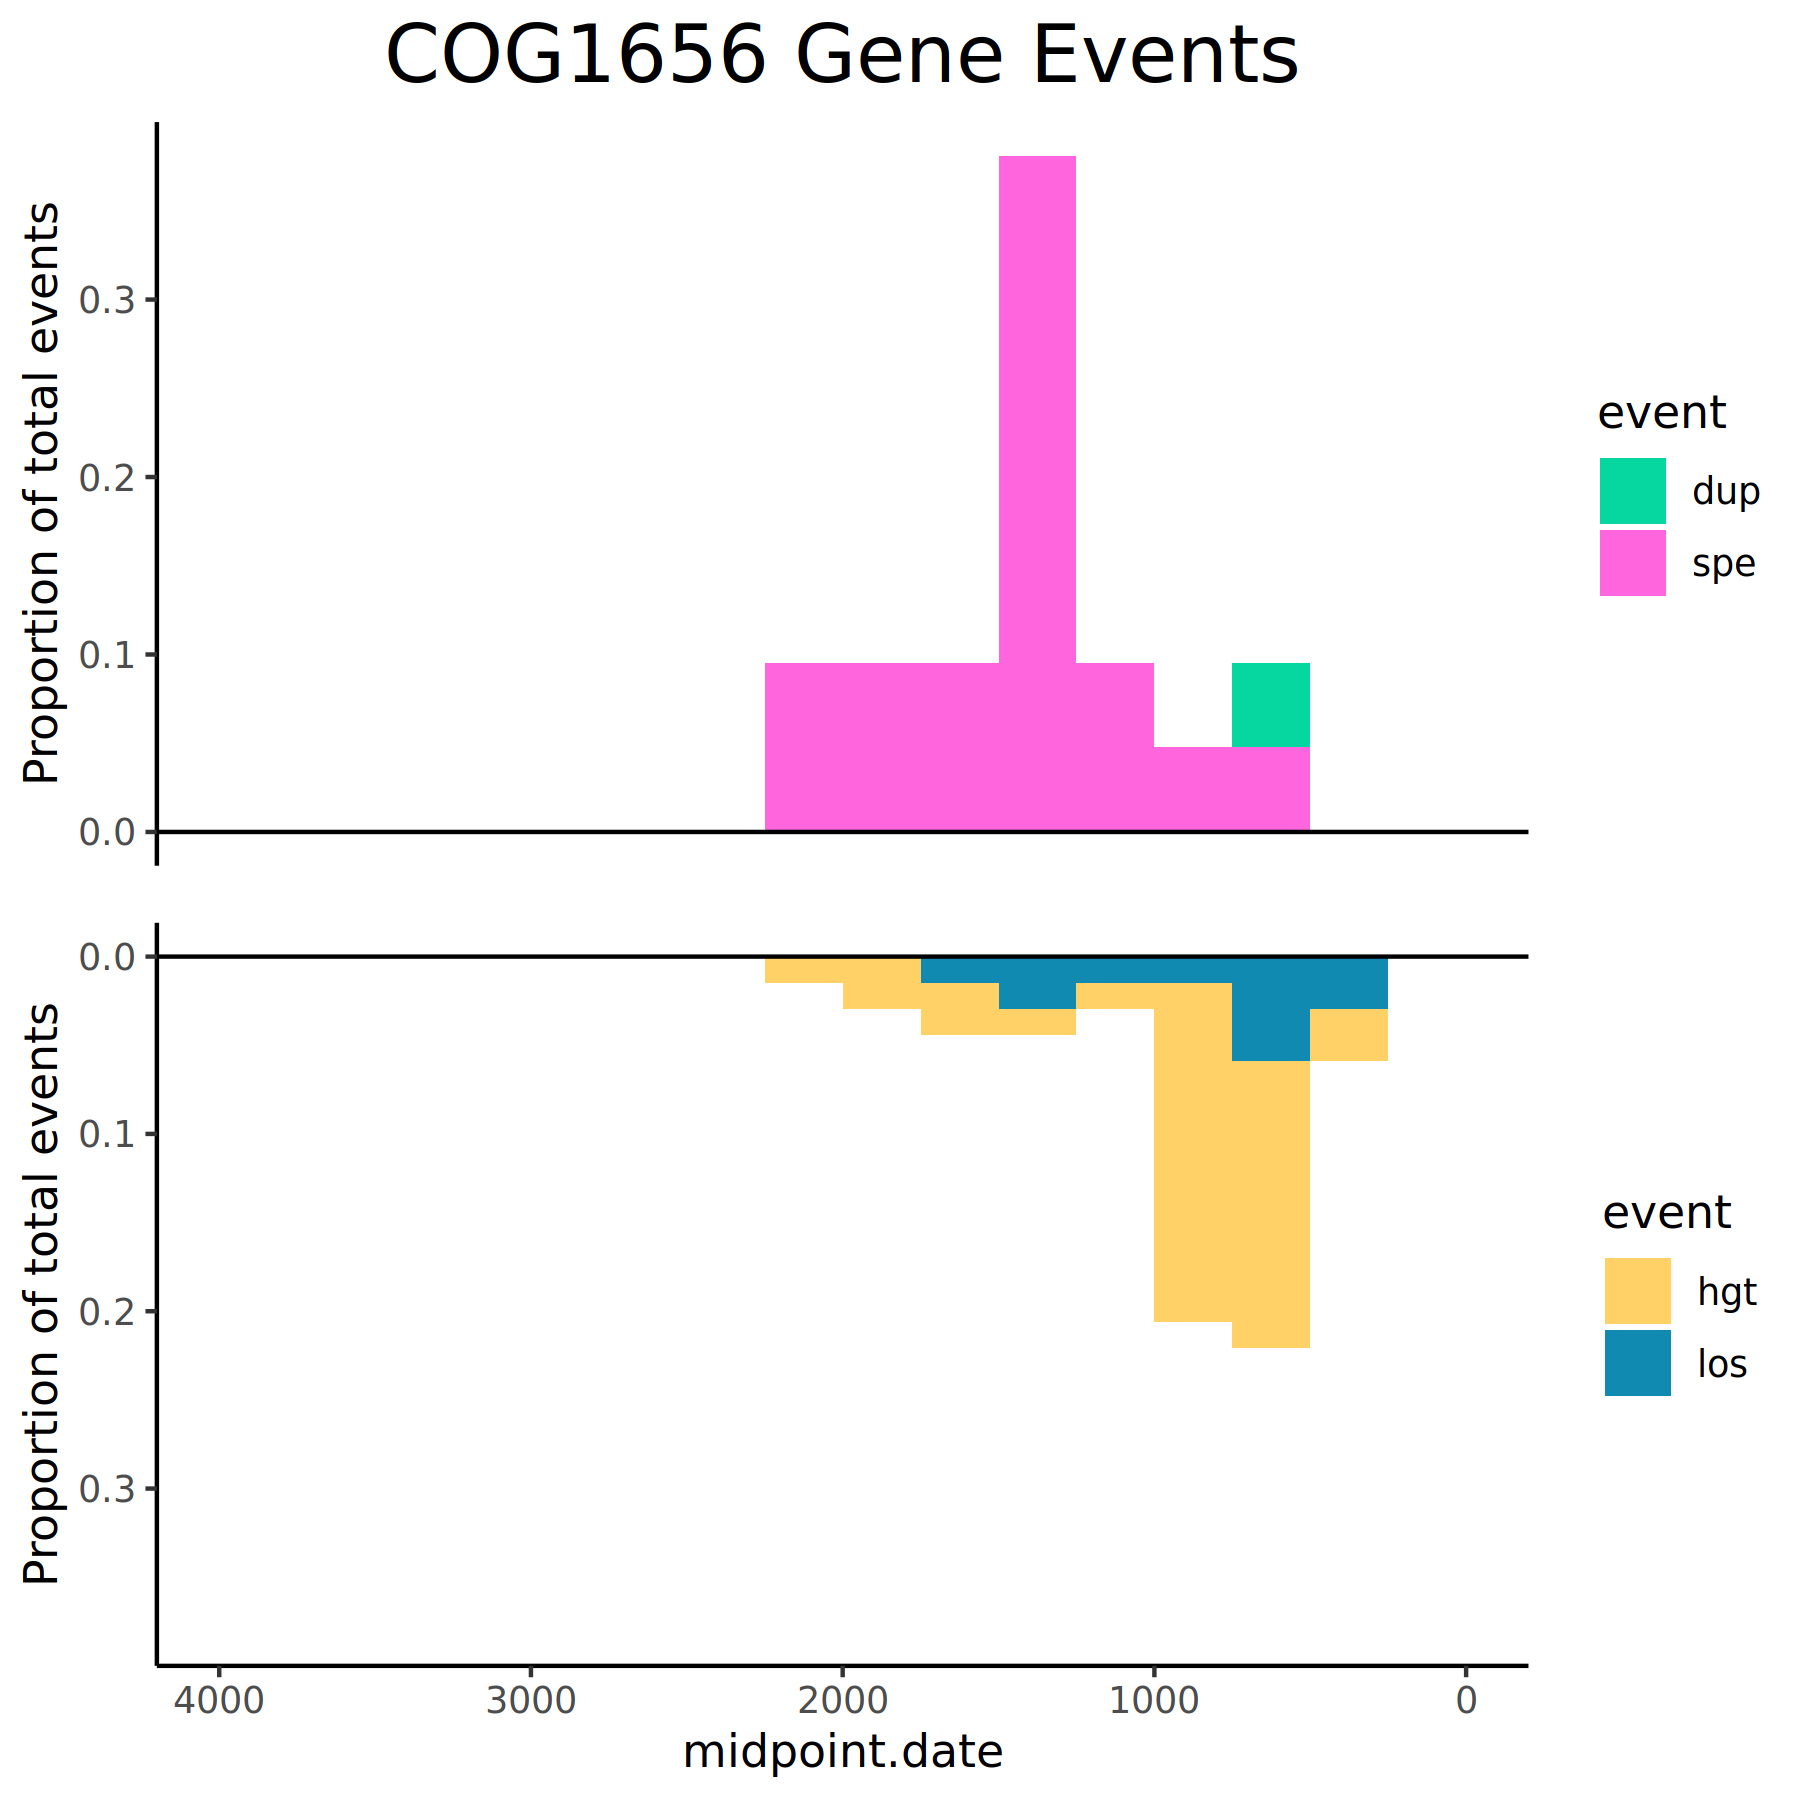 COG1656 Gene Events
Proportion of total events
0.3
0.2
0.1
0.0
event
dup
spe
Proportion of total events
0.0
0.1
0.2
0.3
event
hgt
los
4000 3000 2000 1000 0
midpoint.date